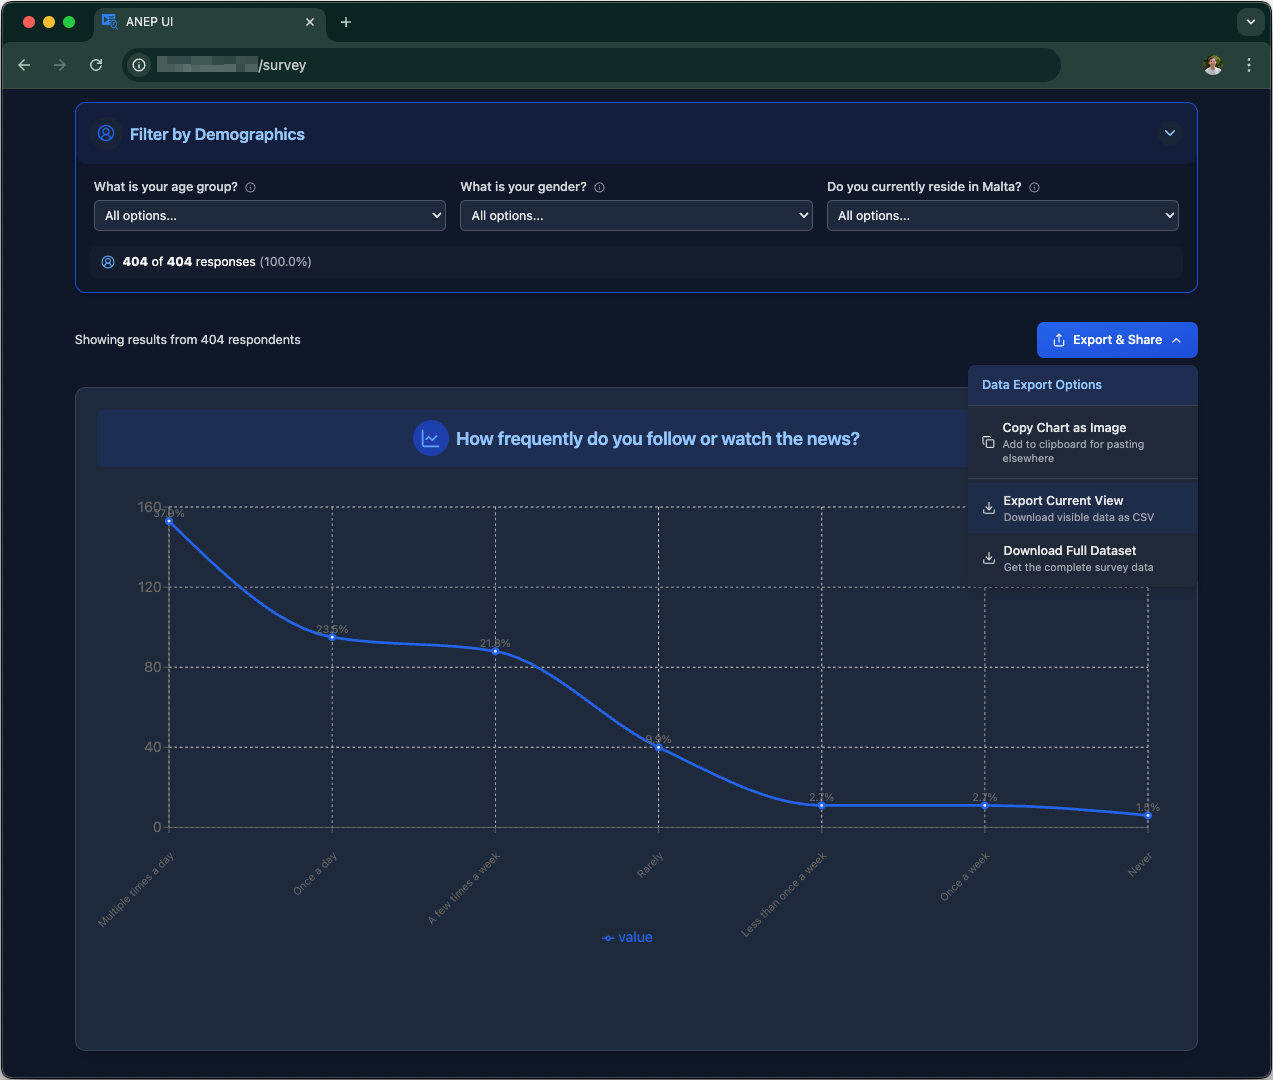 ANEP UI
/survey
Filter by Demographics
What is your age group?
What is your gender?
Do you currently reside in Malta?
All options...
All options...
All options...
404 of 404 responses (100.0%)
Showing results from 404 respondents
Export & Share
Data Export Options
Copy Chart as Image
Add to clipboard for pasting
elsewhere
Export Current View
Download visible data as CSV
Download Full Dataset
Get the complete survey data
How frequently do you follow or watch the news?
160
120
80
40
0
37.9%
23.5%
21.8%
9.9%
2.7%
2.7%
1.5%
Multiple times a day
Once a day
A few times a week
Rarely
Less than once a week
Once a week
Never
value